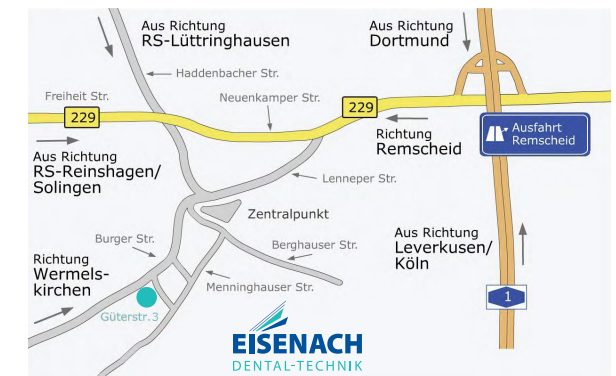 Aus Richtung
RS-Lüttringhausen
Aus Richtung
Dortmund
Haddenbacher Str.
Freiheit Str.
Neuenkamper Str.
229
229
Ausfahrt
Remscheid
Richtung
Remscheid
Aus Richtung
RS-Reinshagen/
Solingen
Lenneper Str.
Zentralpunkt
Aus Richtung
Leverkusen/
Köln
Burger Str.
Berghauser Str.
Richtung
Wermels-
kirchen
Menninghauser Str.
1
Güterstr.3
EISENACH
DENTAL-TECHNIK